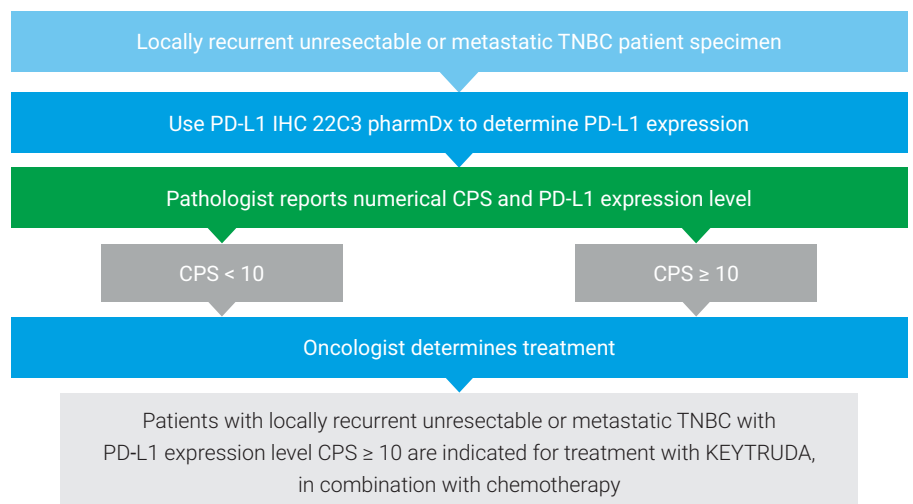 Locally recurrent unresectable or metastatic TNBC patient specimen
Use PD-L1 IHC 22C3 pharmDx to determine PD-L1 expression
Pathologist reports numerical CPS and PD-L1 expression level
CPS < 10
CPS ≥ 10
Oncologist determines treatment
Patients with locally recurrent unresectable or metastatic TNBC with
PD-L1 expression level CPS ≥ 10 are indicated for treatment with KEYTRUDA,
in combination with chemotherapy